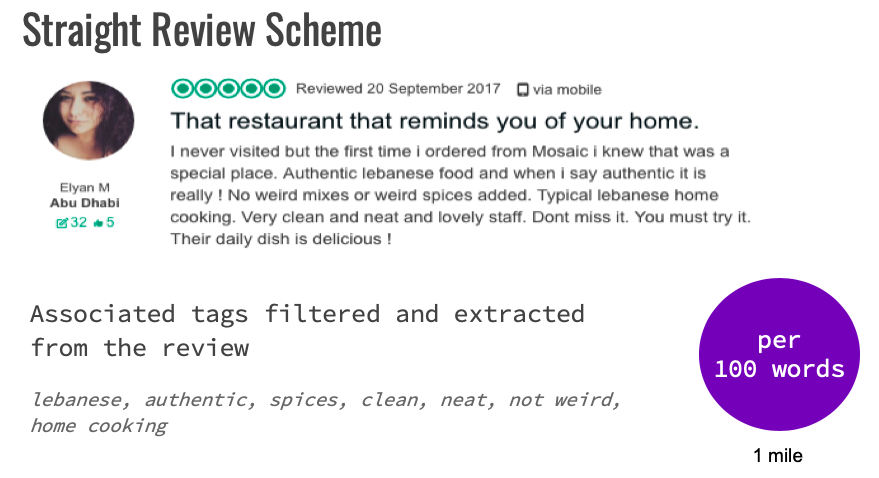 Straight Review Scheme
Reviewed 20 September 2017 via mobile
That restaurant that reminds you of your home.
I never visited but the first time i ordered from Mosaic i knew that was a
special place. Authentic lebanese food and when i say authentic it is
really ! No weird mixes or weird spices added. Typical lebanese home
cooking. Very clean and neat and lovely staff. Dont miss it. You must try it.
Their daily dish is delicious !
Elyan M
Abu Dhabi
32 5
Associated tags filtered and extracted
from the review
lebanese, authentic, spices, clean, neat, not weird,
home cooking
per
100 words
1 mile